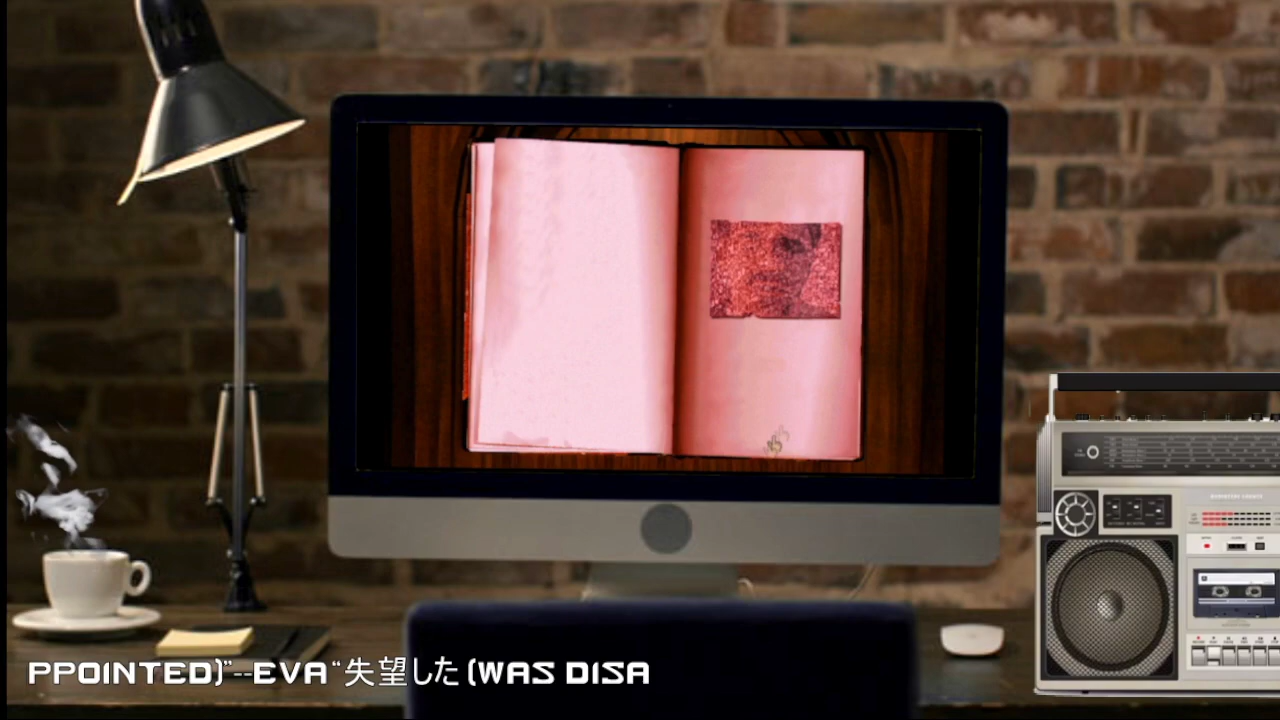 PPOINTED)"--EVA "失望した (WAS DISA